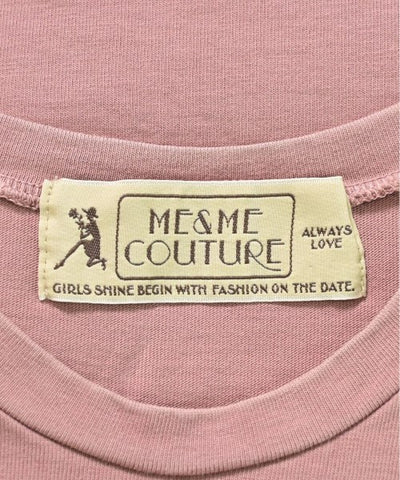 ME&ME
COUTURE
ALWAYS
LOVE
GIRLS SHINE BEGIN WITH FASHION ON THE DATE.